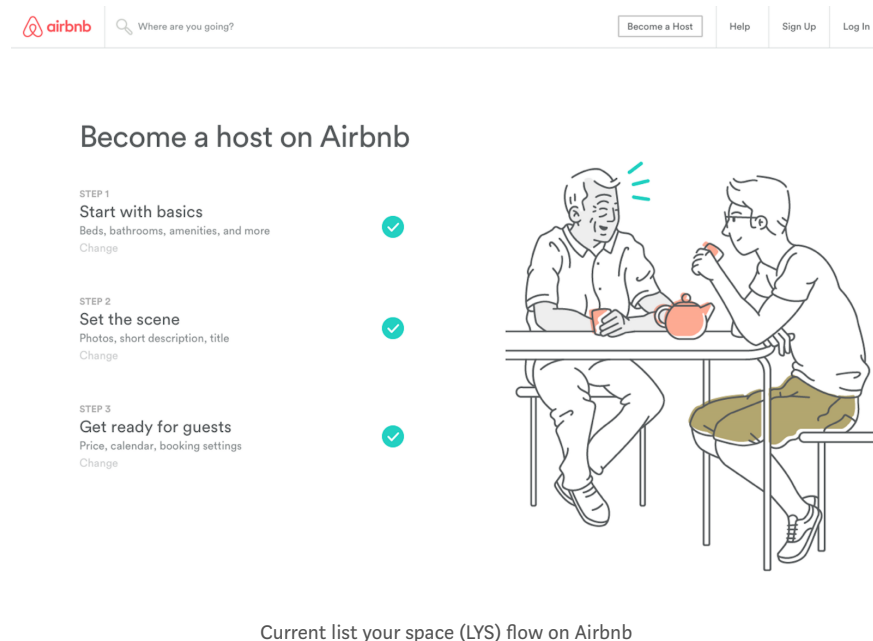 airbnb
Where are you going?
Become a Host
Help
Sign Up
Log In
Become a host on Airbnb
STEP 1
Start with basics
Beds, bathrooms, amenities, and more
Change
STEP 2
Set the scene
Photos, short description, title
Change
STEP 3
Get ready for guests
Price, calendar, booking settings
Change
Current list your space (LYS) flow on Airbnb